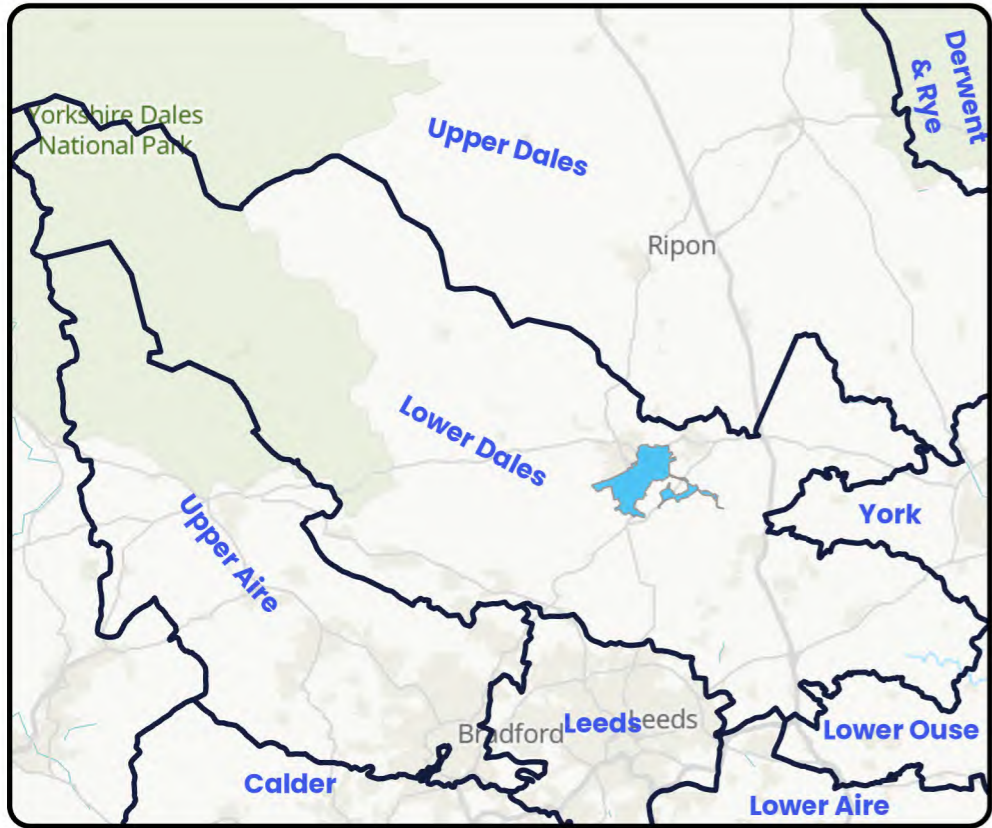 Derwent
& Rye
Yorkshire Dales
National Park
Upper Dales
Ripon
Lower Dales
York
Upper Aire
Bradford
Leeds
Leeds
Lower Ouse
Calder
Lower Aire